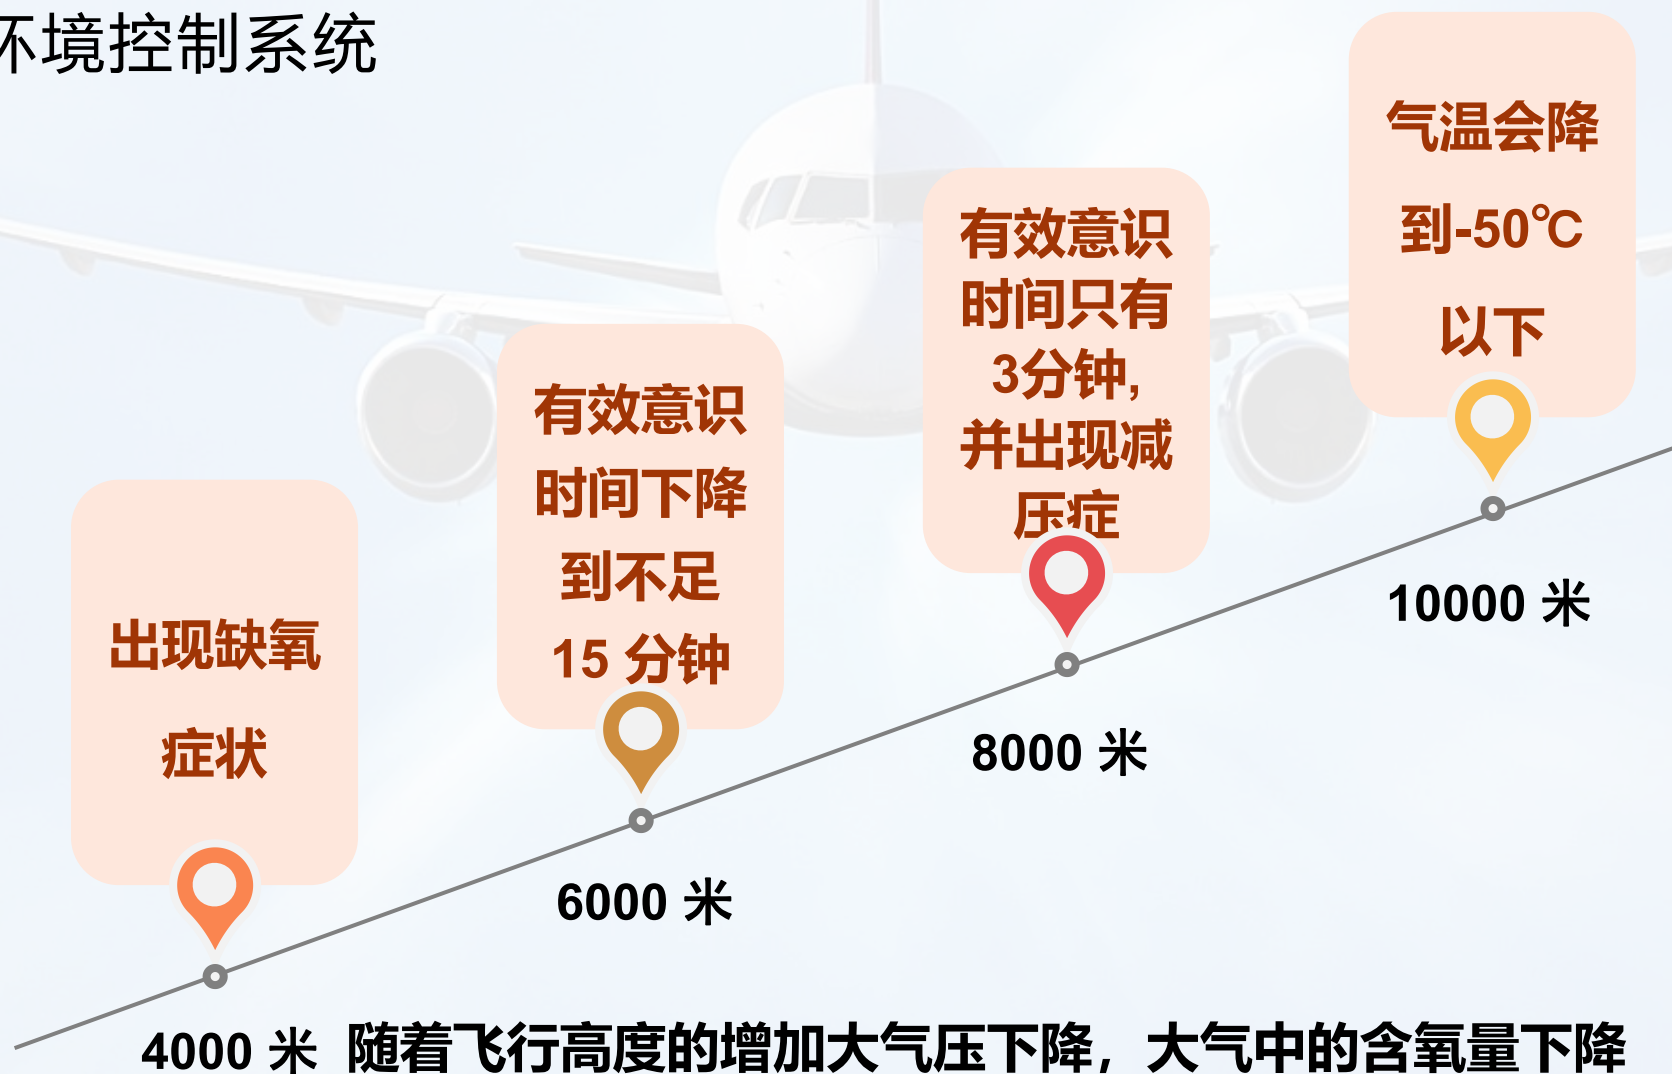 环境控制系统
出现缺氧
症状
4000 米
有效意识
时间下降
到不足
15 分钟
6000 米
有效意识
时间只有
3分钟,
并出现减
压症
8000 米
气温会降
到-50℃
以下
10000 米
随着飞行高度的增加大气压下降，大气中的含氧量下降